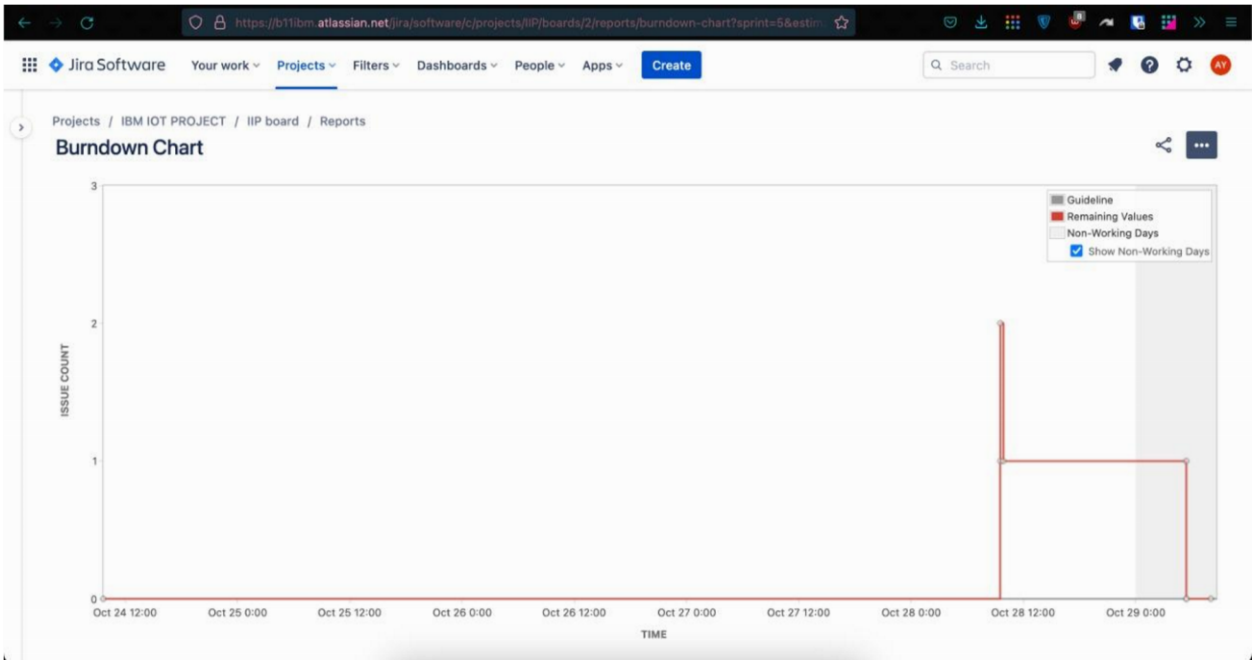 https://b11ibm.atlassian.net/jira/software/c/projects/IIP/boards/2/reports/burndown-chart?sprint=5&estim
Jira Software Your work Projects Filters Dashboards People Apps Create Search AY
Projects / IBM IOT PROJECT / IIP board / Reports
Burndown Chart
3
2
1
0
ISSUE COUNT
Guideline
Remaining Values
Non-Working Days
Show Non-Working Days
Oct 24 12:00 Oct 25 0:00 Oct 25 12:00 Oct 26 0:00 Oct 26 12:00 Oct 27 0:00 Oct 27 12:00 Oct 28 0:00 Oct 28 12:00 Oct 29 0:00
TIME